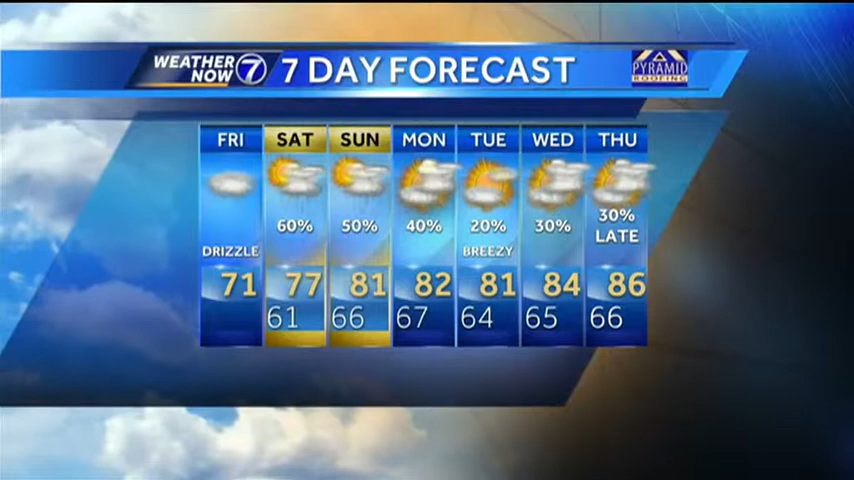 WEATHER NOW 7
7 DAY FORECAST
PYRAMID
ROOFING
FRI SAT SUN MON TUE WED THU
60% 50% 40% 20% 30% 30%
LATE
DRIZZLE BREEZY
71 77 81 82 81 84 86
61 66 67 64 65 66